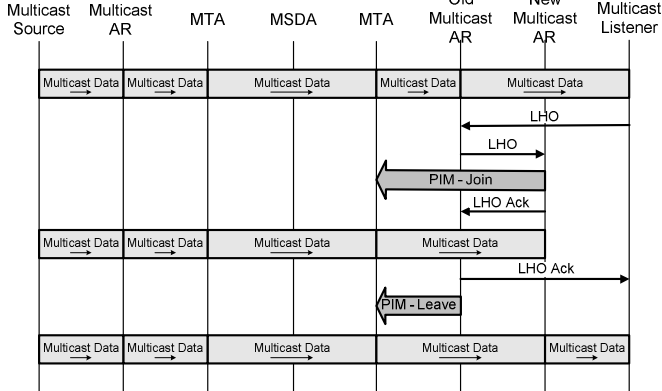 Multicast
Source
Multicast
AR
MTA
MSDA
MTA
Old
Multicast
AR
New
Multicast
AR
Multicast
Listener
Multicast Data
Multicast Data
Multicast Data
Multicast Data
Multicast Data
LHO
LHO
PIM - Join
LHO Ack
Multicast Data
Multicast Data
Multicast Data
Multicast Data
LHO Ack
PIM - Leave
Multicast Data
Multicast Data
Multicast Data
Multicast Data
Multicast Data